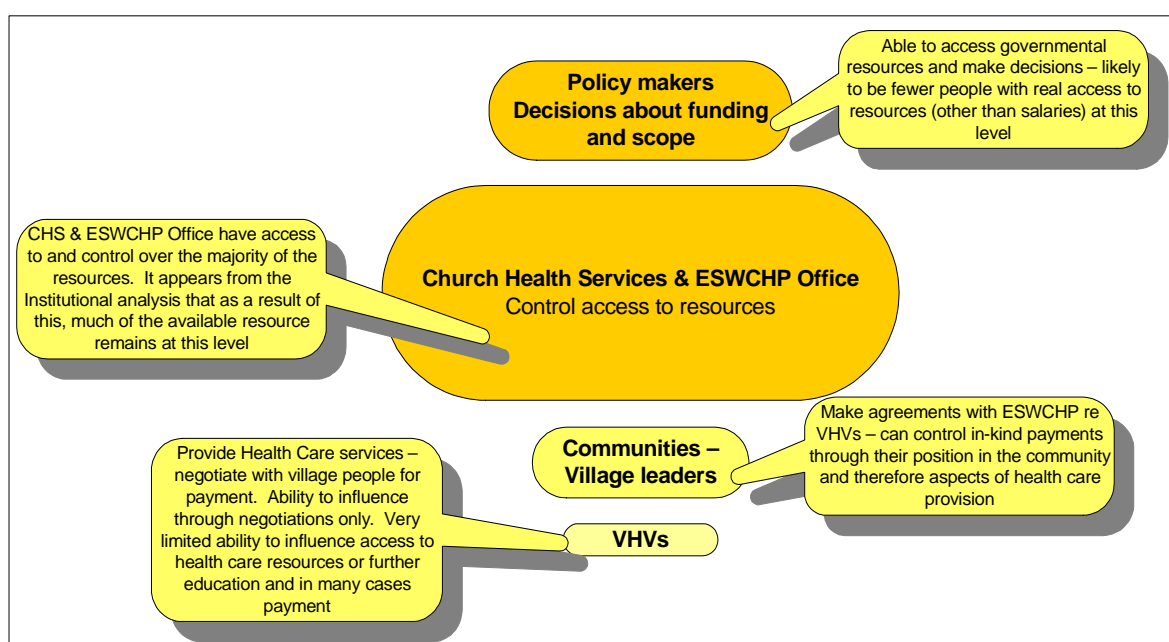 Policy makers
Decisions about funding
and scope
Able to access governmental
resources and make decisions – likely
to be fewer people with real access to
resources (other than salaries) at this
level
CHS & ESWCHP Office have access
to and control over the majority of the
resources. It appears from the
Institutional analysis that as a result of
this, much of the available resource
remains at this level
Church Health Services & ESWCHP Office
Control access to resources
Communities –
Village leaders
Make agreements with ESWCHP re
VHVs – can control in-kind payments
through their position in the community
and therefore aspects of health care
provision
Provide Health Care services –
negotiate with village people for
payment. Ability to influence
through negotiations only. Very
limited ability to influence access to
health care resources or further
education and in many cases
payment
VHVs